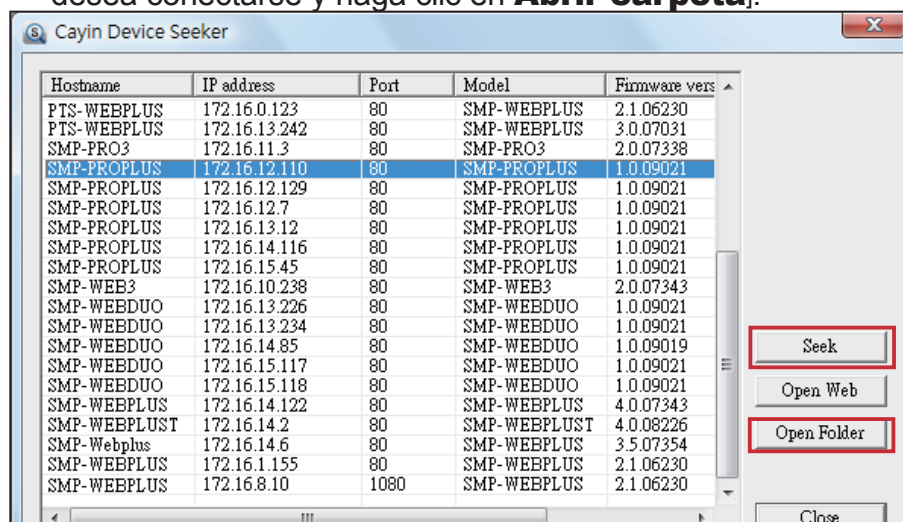 desea conectarse y haga clic en Abrir carpeta].
Cayin Device Seeker
Hostname IP address Port Model Firmware vers
PTS-WEBPLUS 172.16.0.123 80 SMP-WEBPLUS 2.1.06230
PTS-WEBPLUS 172.16.13.242 80 SMP-WEBPLUS 3.0.07031
SMP-PRO3 172.16.11.3 80 SMP-PRO3 2.0.07338
SMP-PROPLUS 172.16.12.110 80 SMP-PROPLUS 1.0.09021
SMP-PROPLUS 172.16.12.129 80 SMP-PROPLUS 1.0.09021
SMP-PROPLUS 172.16.12.7 80 SMP-PROPLUS 1.0.09021
SMP-PROPLUS 172.16.13.12 80 SMP-PROPLUS 1.0.09021
SMP-PROPLUS 172.16.14.116 80 SMP-PROPLUS 1.0.09021
SMP-PROPLUS 172.16.15.45 80 SMP-PROPLUS 1.0.09021
SMP-WEB3 172.16.10.238 80 SMP-WEB3 2.0.07343
SMP-WEBDUO 172.16.13.226 80 SMP-WEBDUO 1.0.09021
SMP-WEBDUO 172.16.13.234 80 SMP-WEBDUO 1.0.09021
SMP-WEBDUO 172.16.14.85 80 SMP-WEBDUO 1.0.09019
SMP-WEBDUO 172.16.15.117 80 SMP-WEBDUO 1.0.09021
SMP-WEBDUO 172.16.15.118 80 SMP-WEBDUO 1.0.09021
SMP-WEBPLUS 172.16.14.122 80 SMP-WEBPLUS 4.0.07343
SMP-WEBPLUST 172.16.14.2 80 SMP-WEBPLUST 4.0.08226
SMP-Webplus 172.16.14.6 80 SMP-WEBPLUS 3.5.07354
SMP-WEBPLUS 172.16.1.155 80 SMP-WEBPLUS 2.1.06230
SMP-WEBPLUS 172.16.8.10 1080 SMP-WEBPLUS 2.1.06230
Seek
Open Web
Open Folder
Close